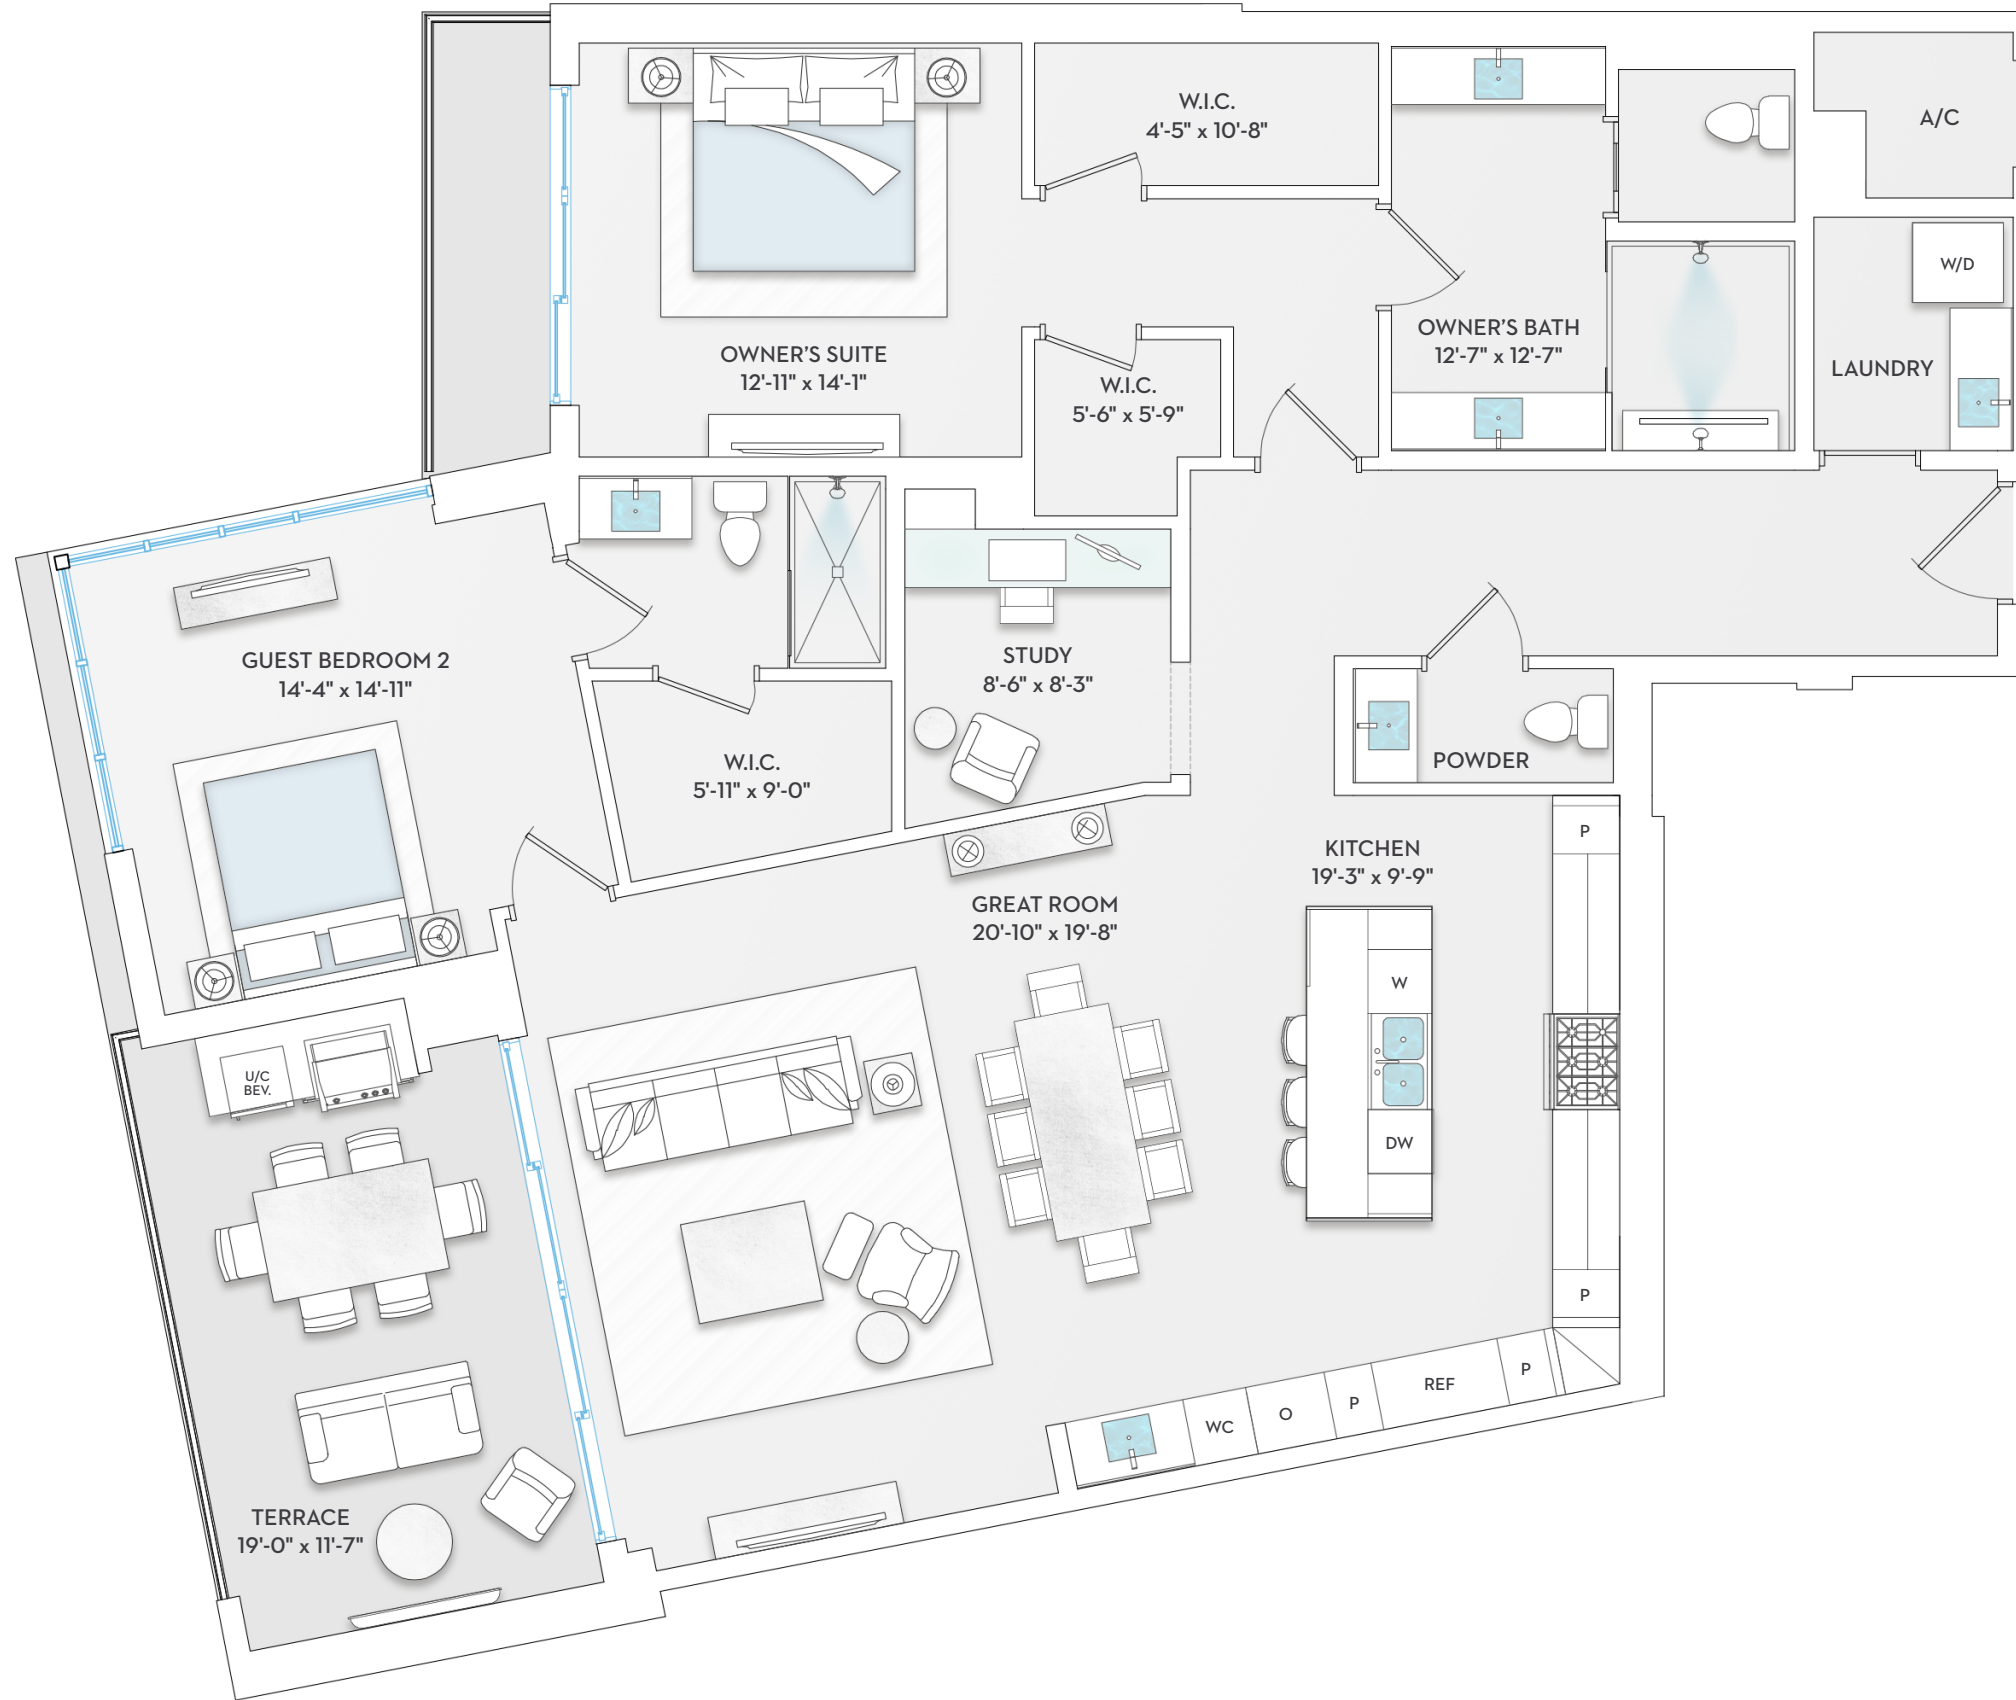 W.I.C.
4'-5" x 10'-8"
A/C
W/D
OWNER'S SUITE
12'-11" x 14'-1"
W.I.C.
5'-6" x 5'-9"
OWNER'S BATH
12'-7" x 12'-7"
LAUNDRY
GUEST BEDROOM 2
14'-4" x 14'-11"
STUDY
8'-6" x 8'-3"
W.I.C.
5'-11" x 9'-0"
POWDER
P
KITCHEN
19'-3" x 9'-9"
GREAT ROOM
20'-10" x 19'-8"
W
U/C
BEV.
DW
P
REF
P
P
O
WC
TERRACE
19'-0" x 11'-7"